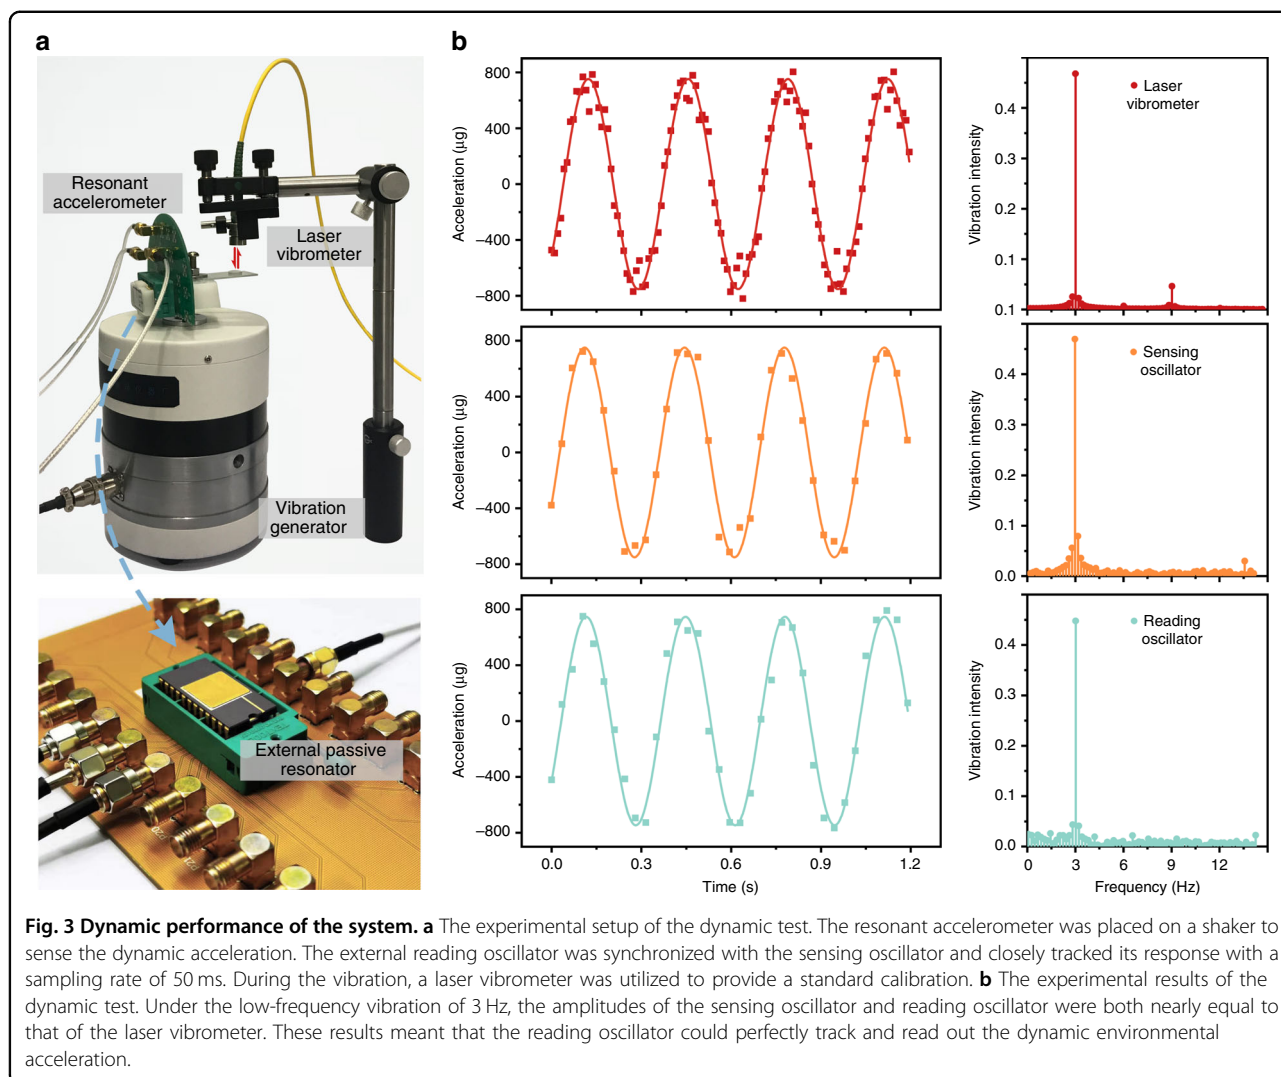 a
Resonant
accelerometer
Laser
vibrometer
Vibration
generator
External passive
resonator
b
800
400
0
−400
−800
Acceleration (µg)
0.4
0.3
0.2
0.1
0.1
Vibration intensity
Laser
vibrometer
800
400
0
−400
−800
Acceleration (µg)
0.4
0.3
0.2
0.1
0.0
Vibration intensity
Sensing
oscillator
800
400
0
−400
−800
Acceleration (µg)
0.0
0.3
0.6
0.9
1.2
Time (s)
0.4
0.3
0.2
0.1
0.0
Vibration intensity
Reading
oscillator
0
3
6
9
12
Frequency (Hz)
Fig. 3 Dynamic performance of the system. a The experimental setup of the dynamic test. The resonant accelerometer was placed on a shaker to
sense the dynamic acceleration. The external reading oscillator was synchronized with the sensing oscillator and closely tracked its response with a
sampling rate of 50 ms. During the vibration, a laser vibrometer was utilized to provide a standard calibration. b The experimental results of the
dynamic test. Under the low-frequency vibration of 3 Hz, the amplitudes of the sensing oscillator and reading oscillator were both nearly equal to
that of the laser vibrometer. These results meant that the reading oscillator could perfectly track and read out the dynamic environmental
acceleration.